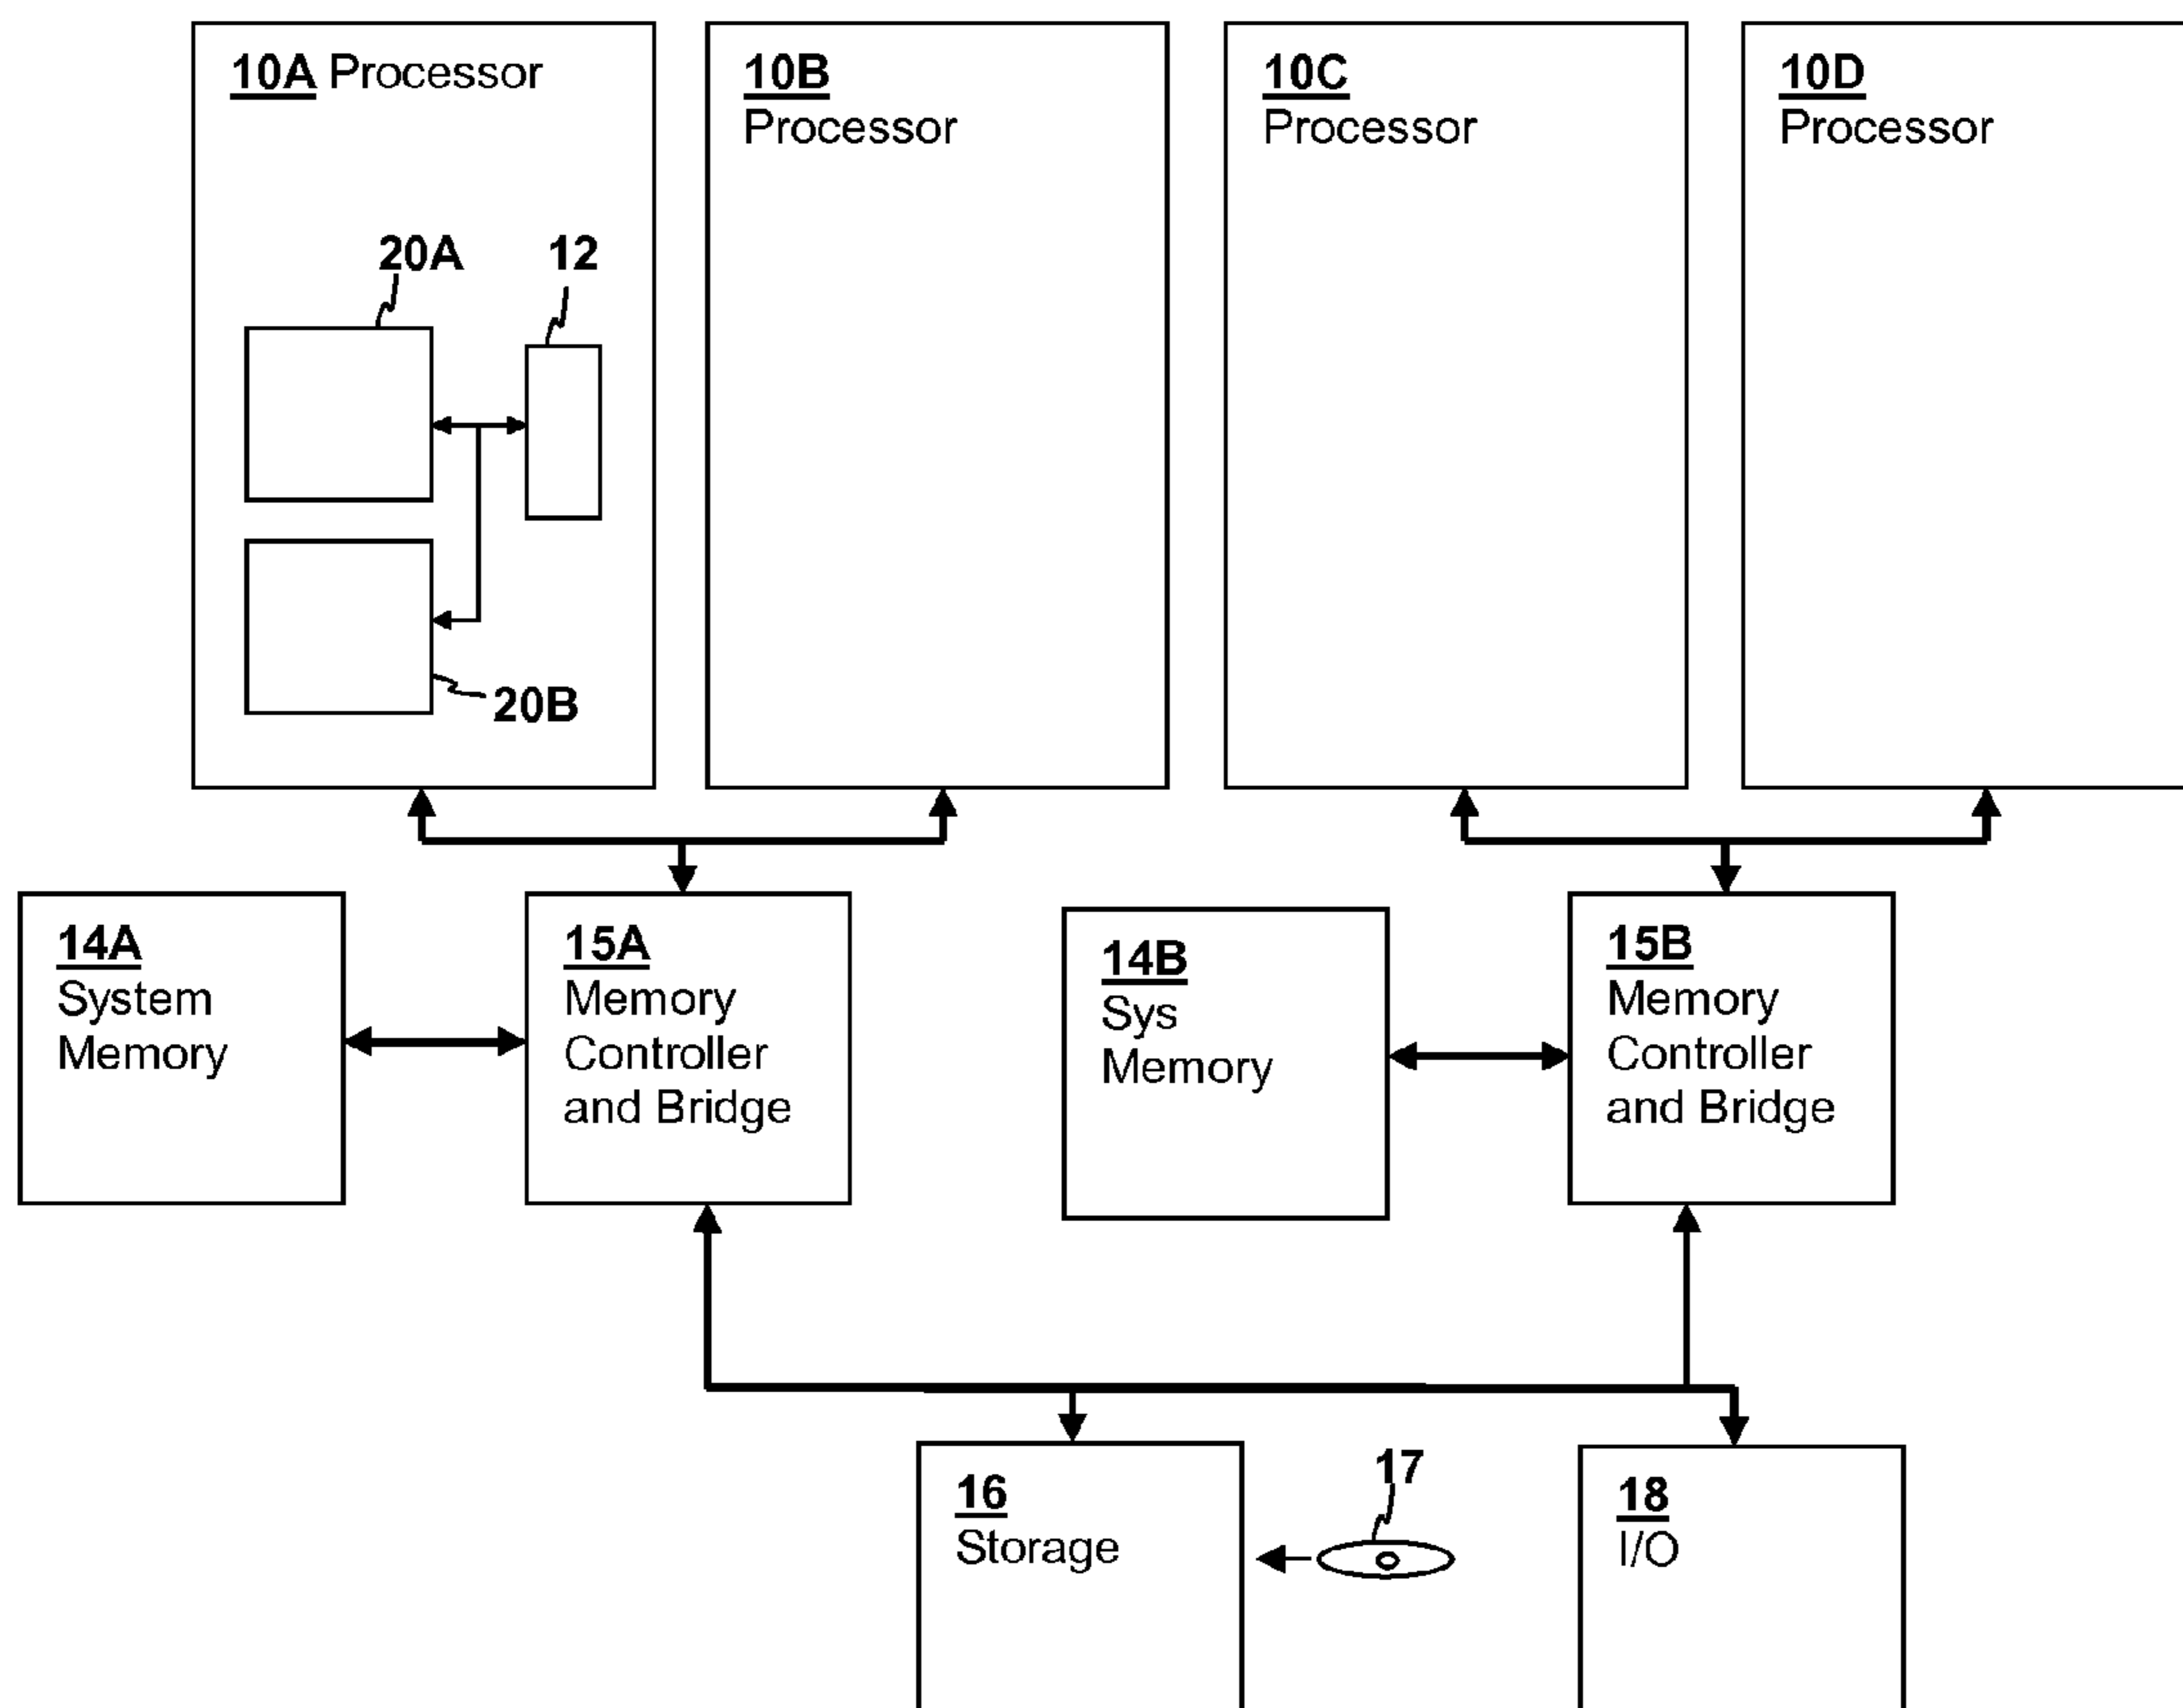 10A Processor
10B
Processor
10C
Processor
10D
Processor
20A
12
20B
14A
System
Memory
15A
Memory
Controller
and Bridge
14B
Sys
Memory
15B
Memory
Controller
and Bridge
16
Storage
17
18
I/O